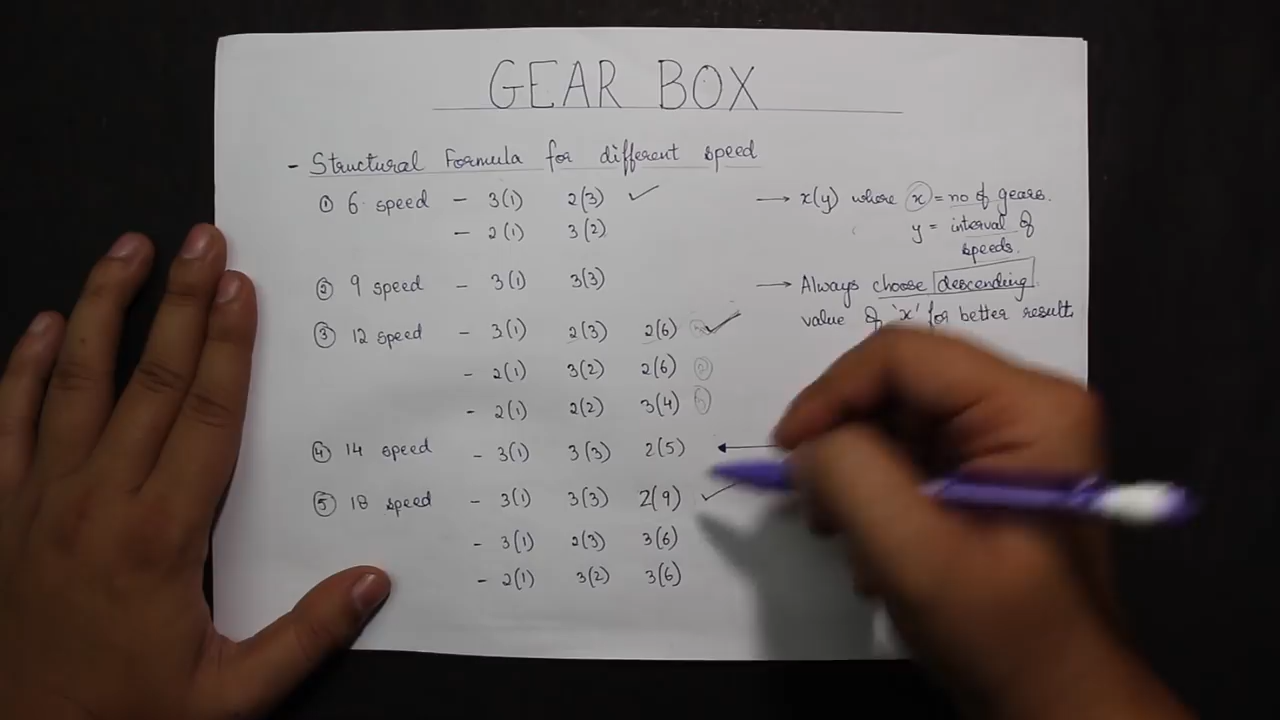 GEAR BOX
- Structural Formula for different speed
① 6 speed - 3(1) 2(3) ✓
- 2(1) 3(2)
② 9 speed - 3(1) 3(3)
③ 12 speed - 3(1) 2(3) 2(6) ✓
- 2(1) 3(2) 2(6) ②
- 2(1) 2(2) 3(4)
④ 14 speed - 3(1) 3(3) 2(5) ←
⑤ 18 speed - 3(1) 3(3) 2(9) ✓
- 3(1) 2(3) 3(6)
- 2(1) 3(2) 3(6)
→ x(y) where x = no of gears.
y = interval of
speeds.
→ Always choose descending
value of 'x' for better result